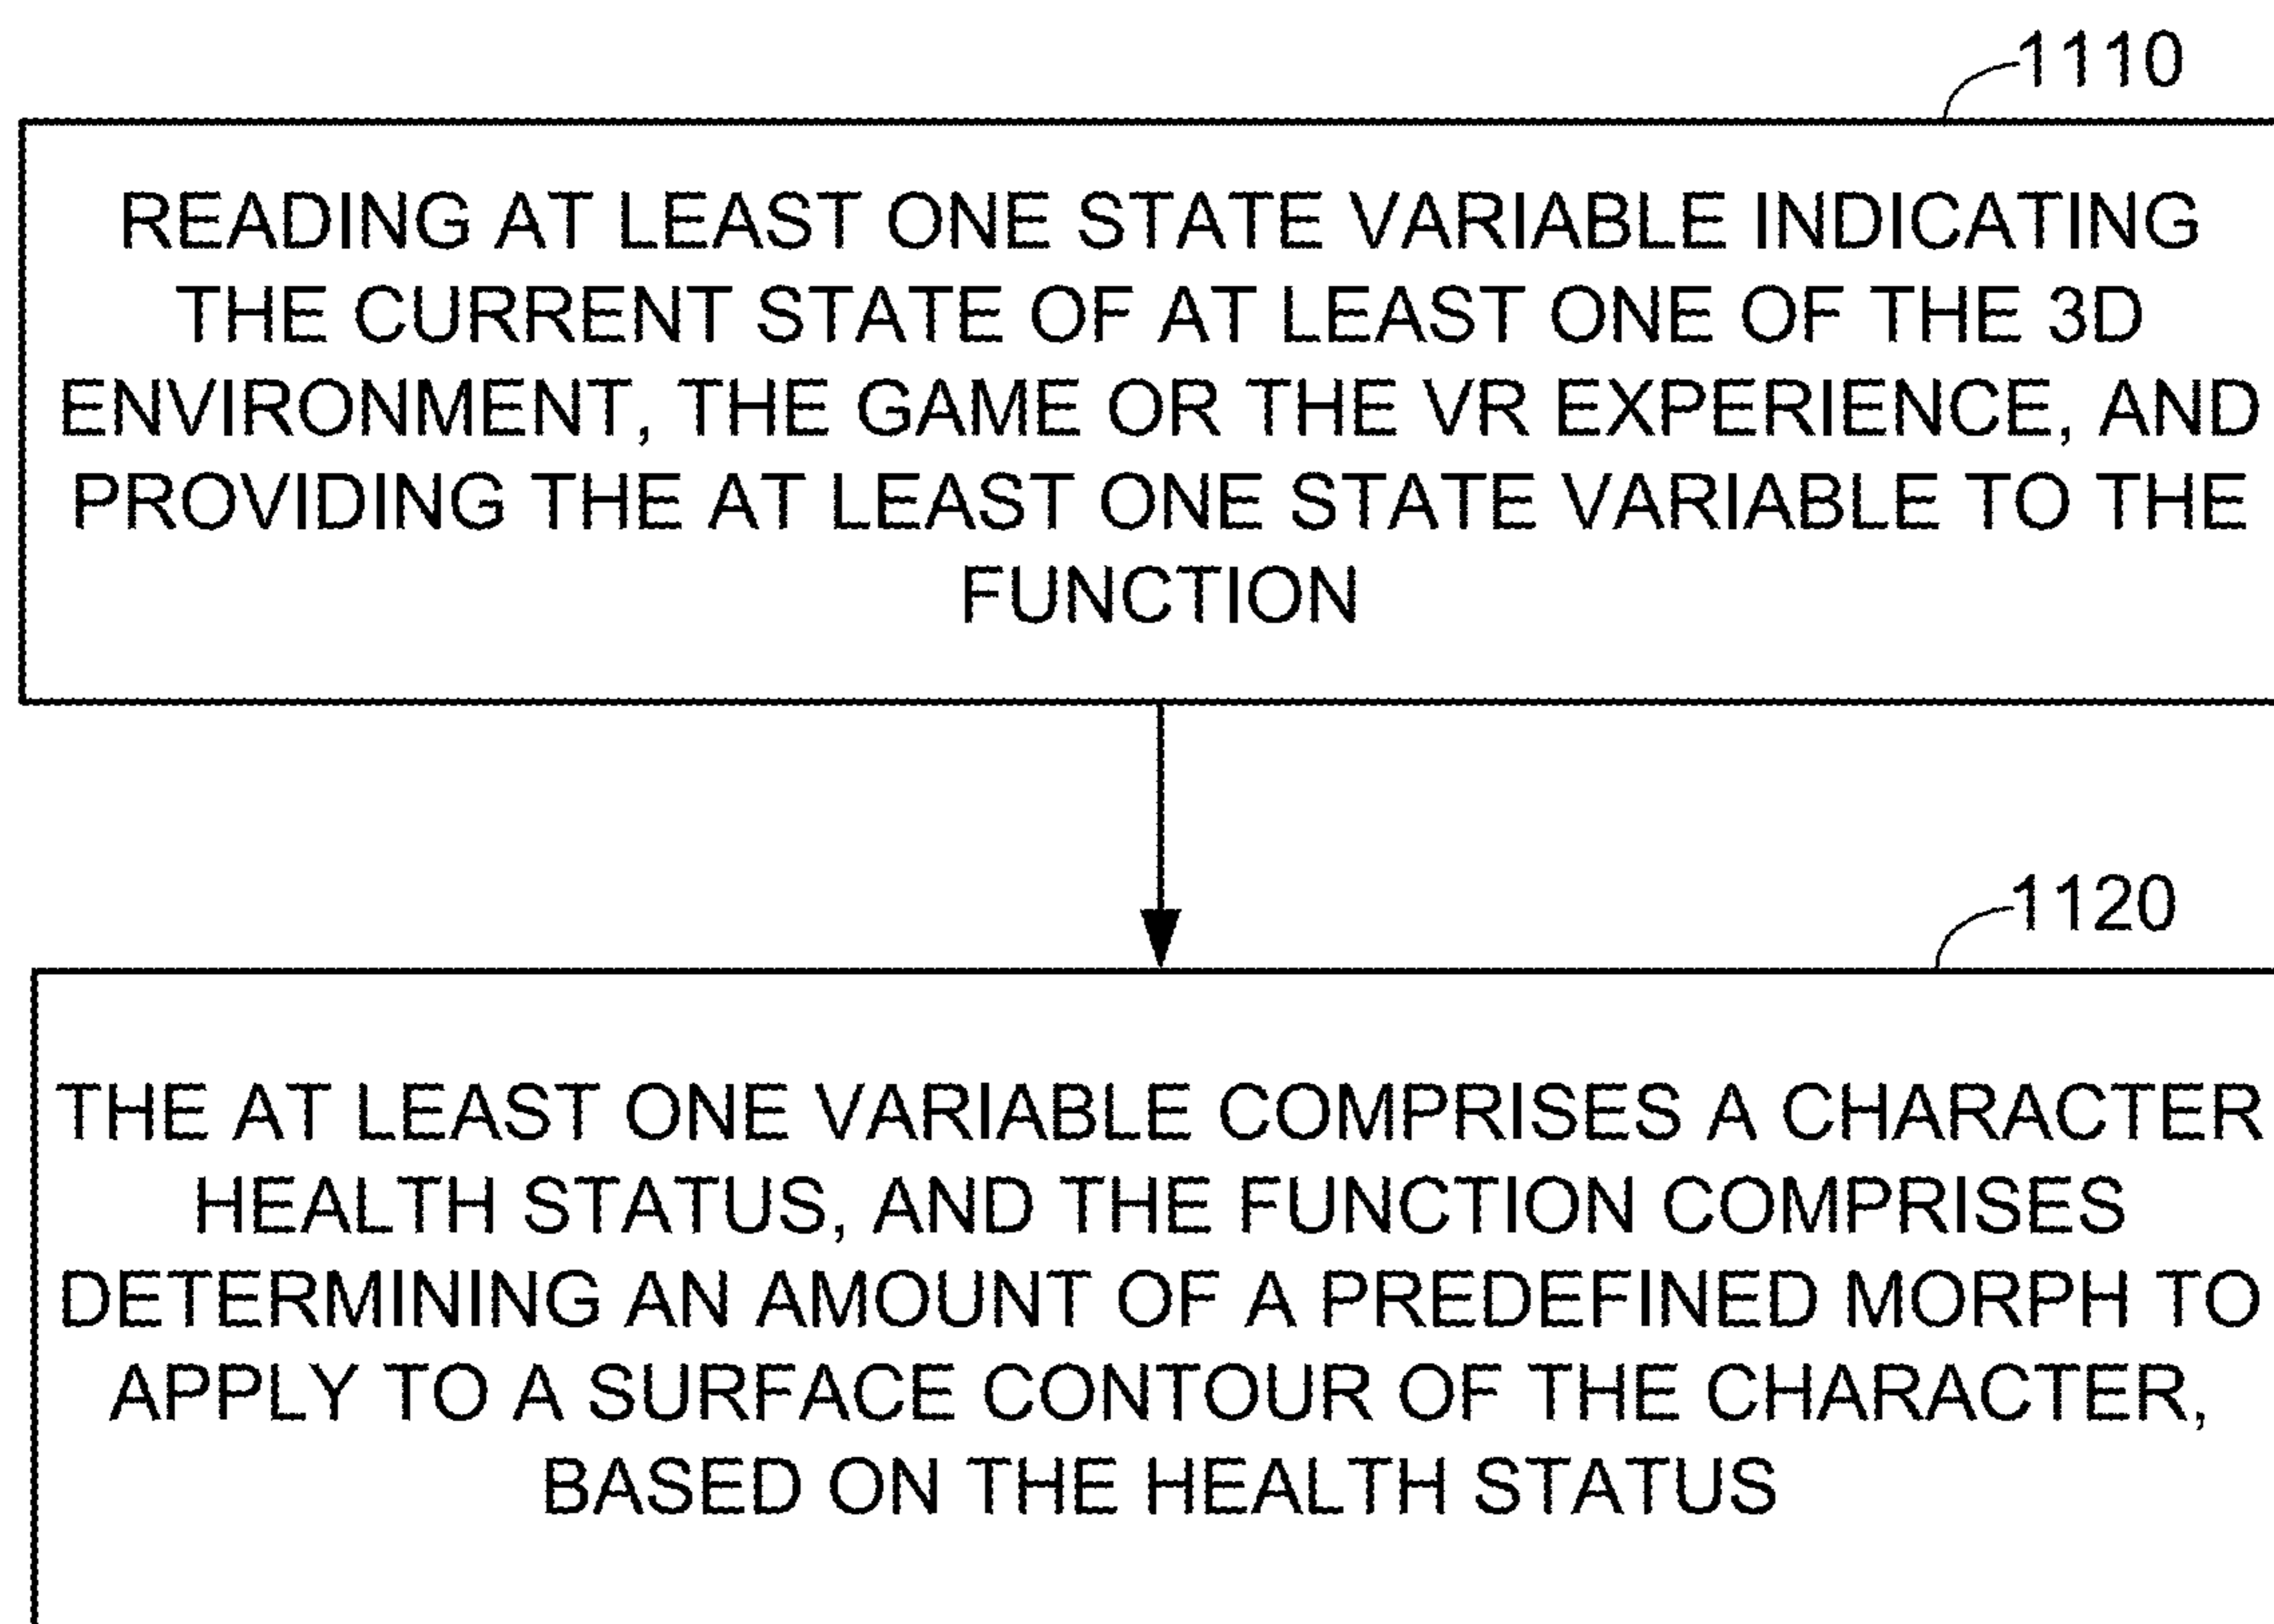 1110
READING AT LEAST ONE STATE VARIABLE INDICATING
THE CURRENT STATE OF AT LEAST ONE OF THE 3D
ENVIRONMENT, THE GAME OR THE VR EXPERIENCE, AND
PROVIDING THE AT LEAST ONE STATE VARIABLE TO THE
FUNCTION
1120
THE AT LEAST ONE VARIABLE COMPRISES A CHARACTER
HEALTH STATUS, AND THE FUNCTION COMPRISES
DETERMINING AN AMOUNT OF A PREDEFINED MORPH TO
APPLY TO A SURFACE CONTOUR OF THE CHARACTER,
BASED ON THE HEALTH STATUS